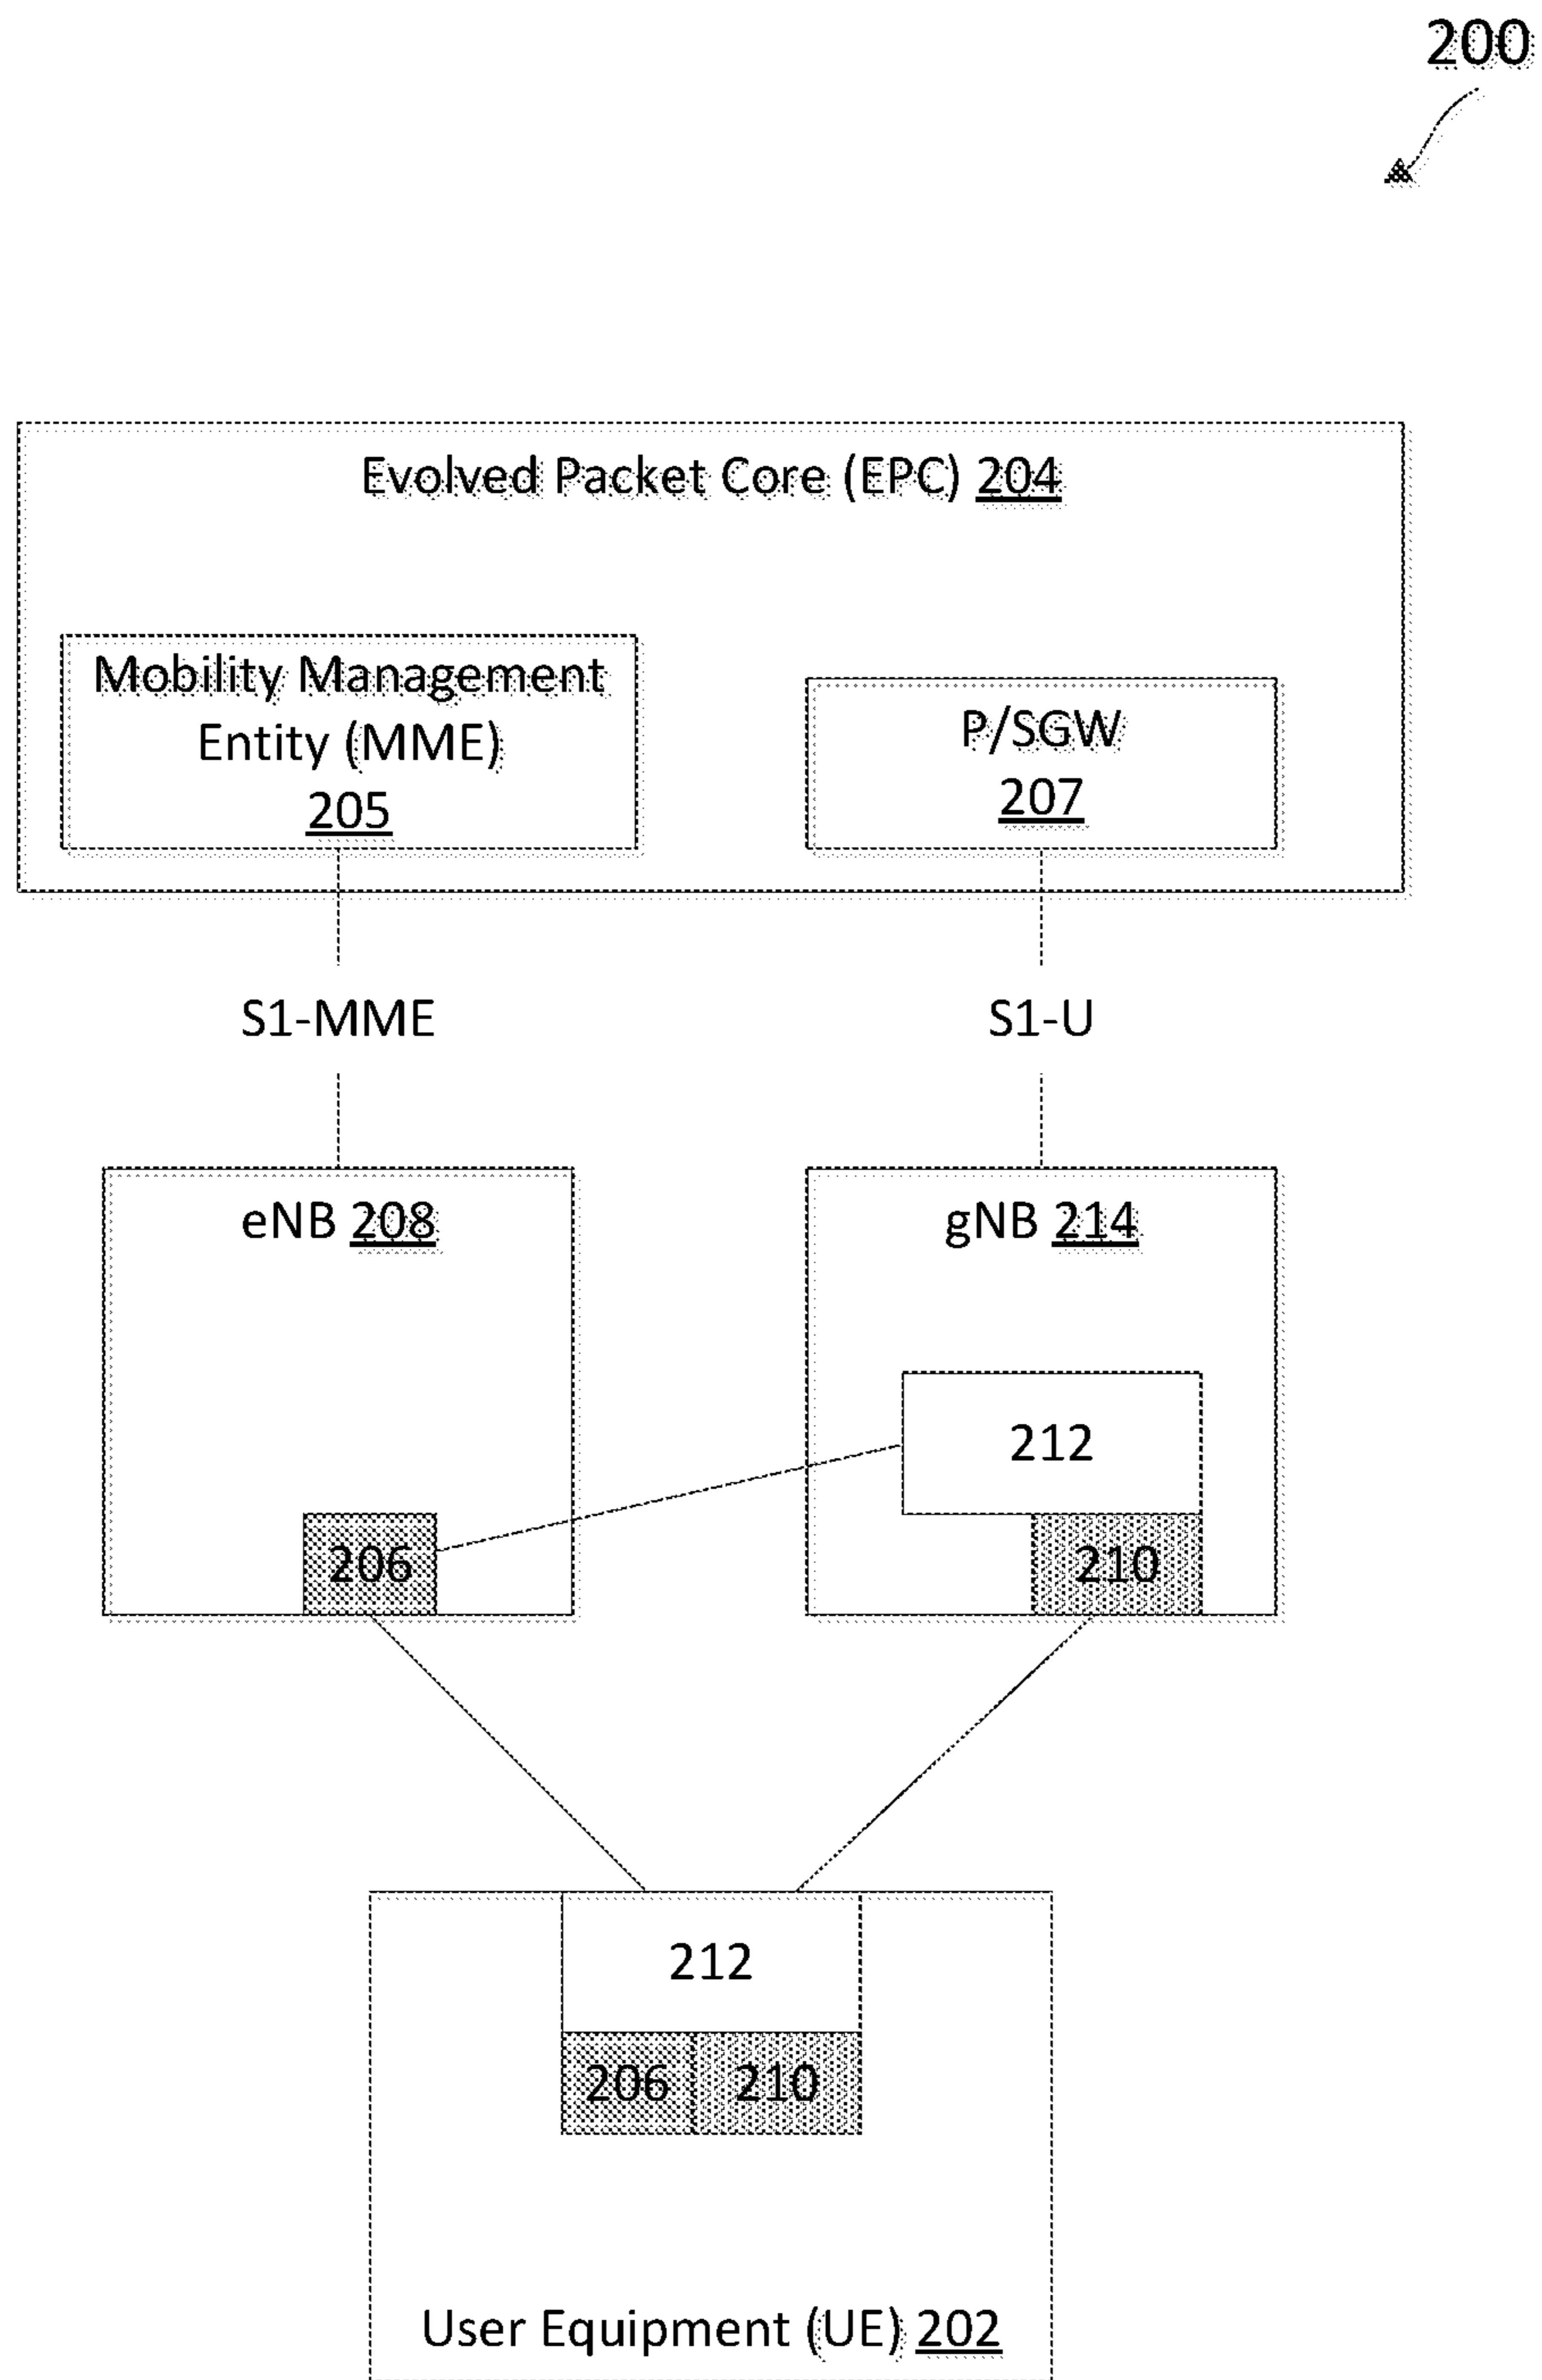 200
Evolved Packet Core (EPC) 204
Mobility Management
Entity (MME)
205
P/SGW
207
S1-MME
S1-U
eNB 208
gNB 214
212
206
210
212
206
210
User Equipment (UE) 202